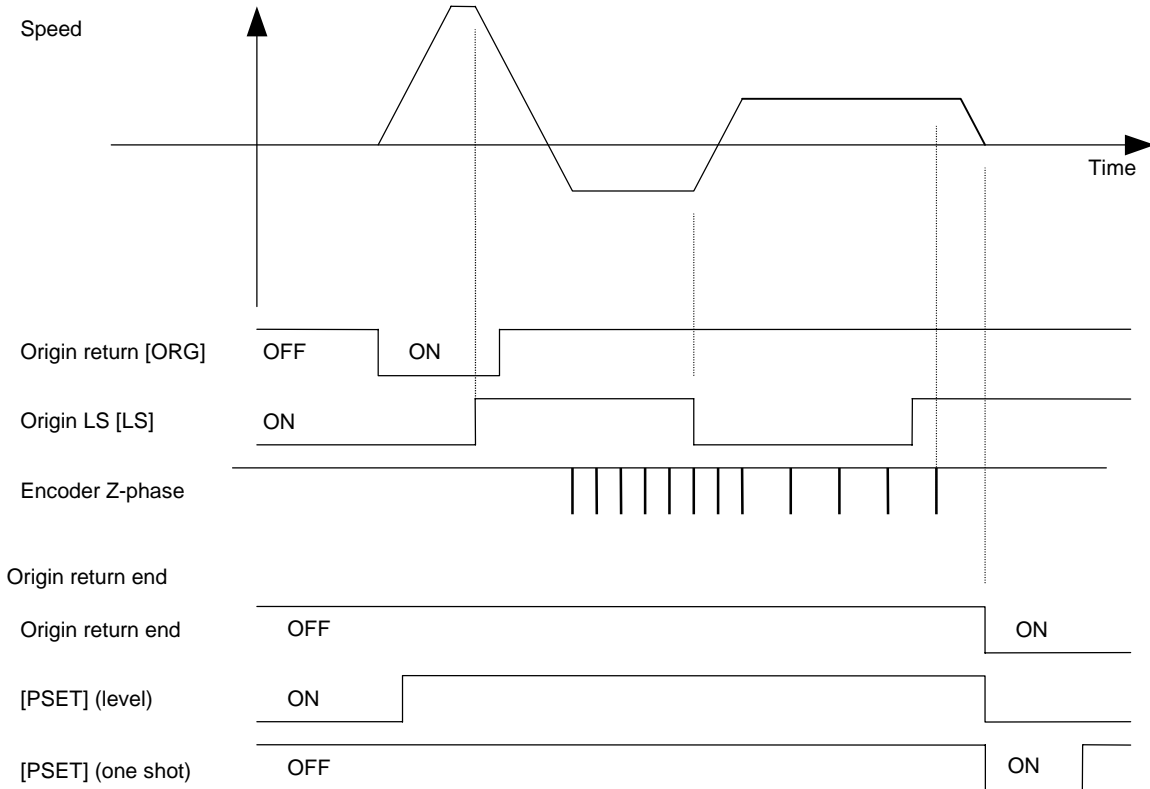 Speed
Time
Origin return [ORG] OFF ON
Origin LS [LS] ON
Encoder Z-phase
Origin return end
Origin return end OFF ON
[PSET] (level) ON
[PSET] (one shot) OFF ON